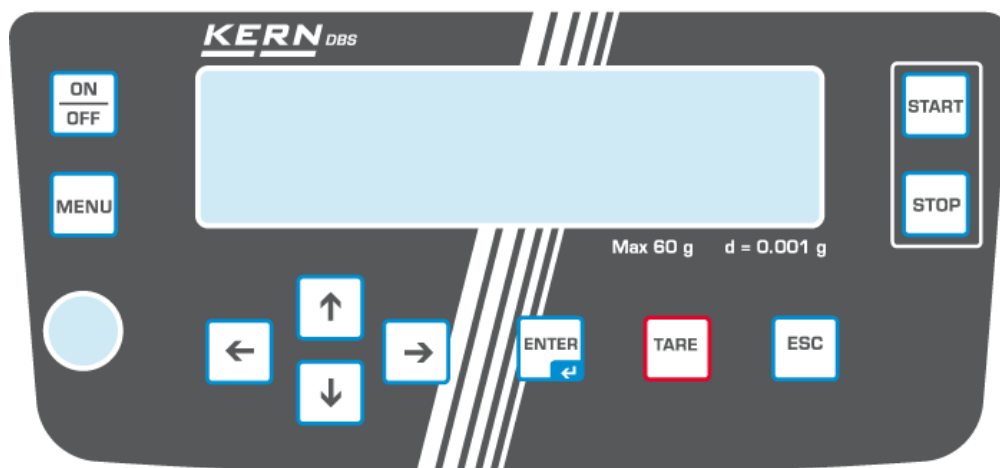 KERN DBS
ON
OFF
START
MENU
STOP
Max 60 g d = 0.001 g
ENTER
TARE
ESC